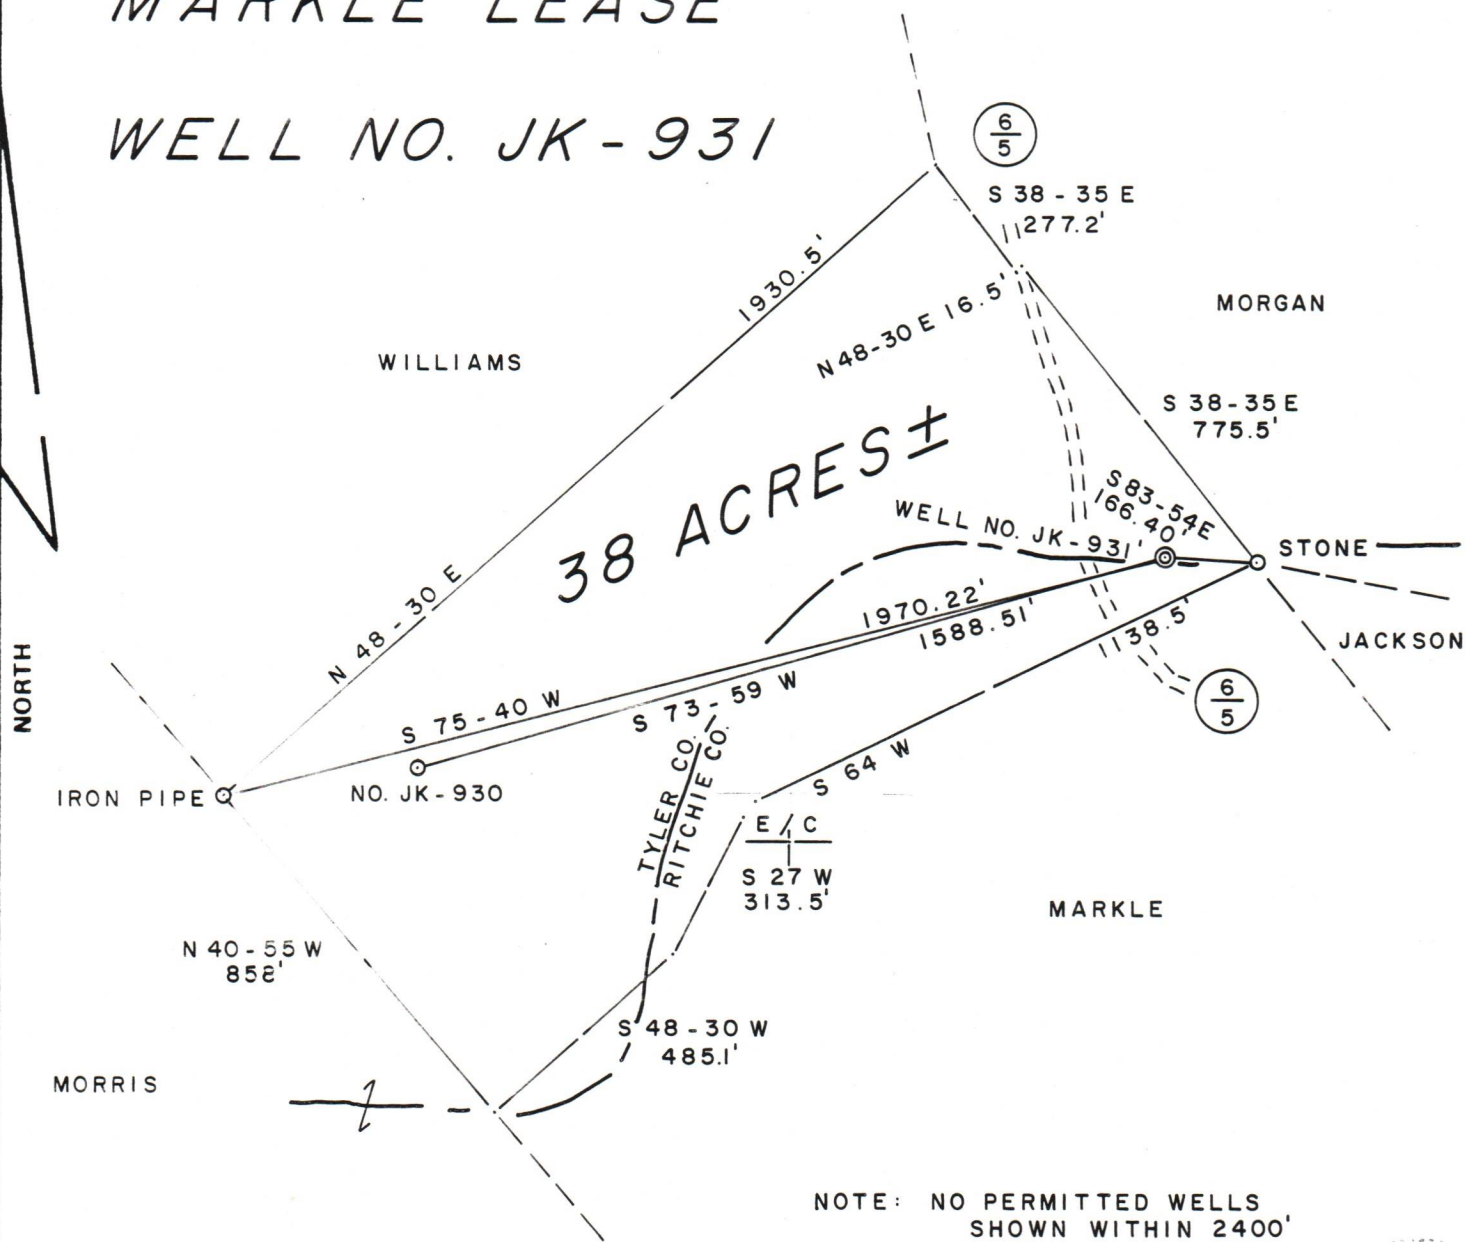 MARKLE LEASE
WELL NO. JK-931
6
5
S 38-35 E
277.2'
1930.5'
N 48-30 E 16.5'
MORGAN
WILLIAMS
S 38-35 E
775.5'
38 ACRES±
S 83-54 E
166.40'
WELL NO. JK-931
STONE
N 48-30 E
1970.22'
1588.51'
1138.5'
JACKSON
NORTH
S 75-40 W
S 73-59 W
6
5
IRON PIPE
NO. JK-930
TYLER CO.
RITCHIE CO.
S 64 W
E / C
S 27 W
313.5'
MARKLE
N 40-55 W
858'
S 48-30 W
485.1'
MORRIS
NOTE: NO PERMITTED WELLS
SHOWN WITHIN 2400'